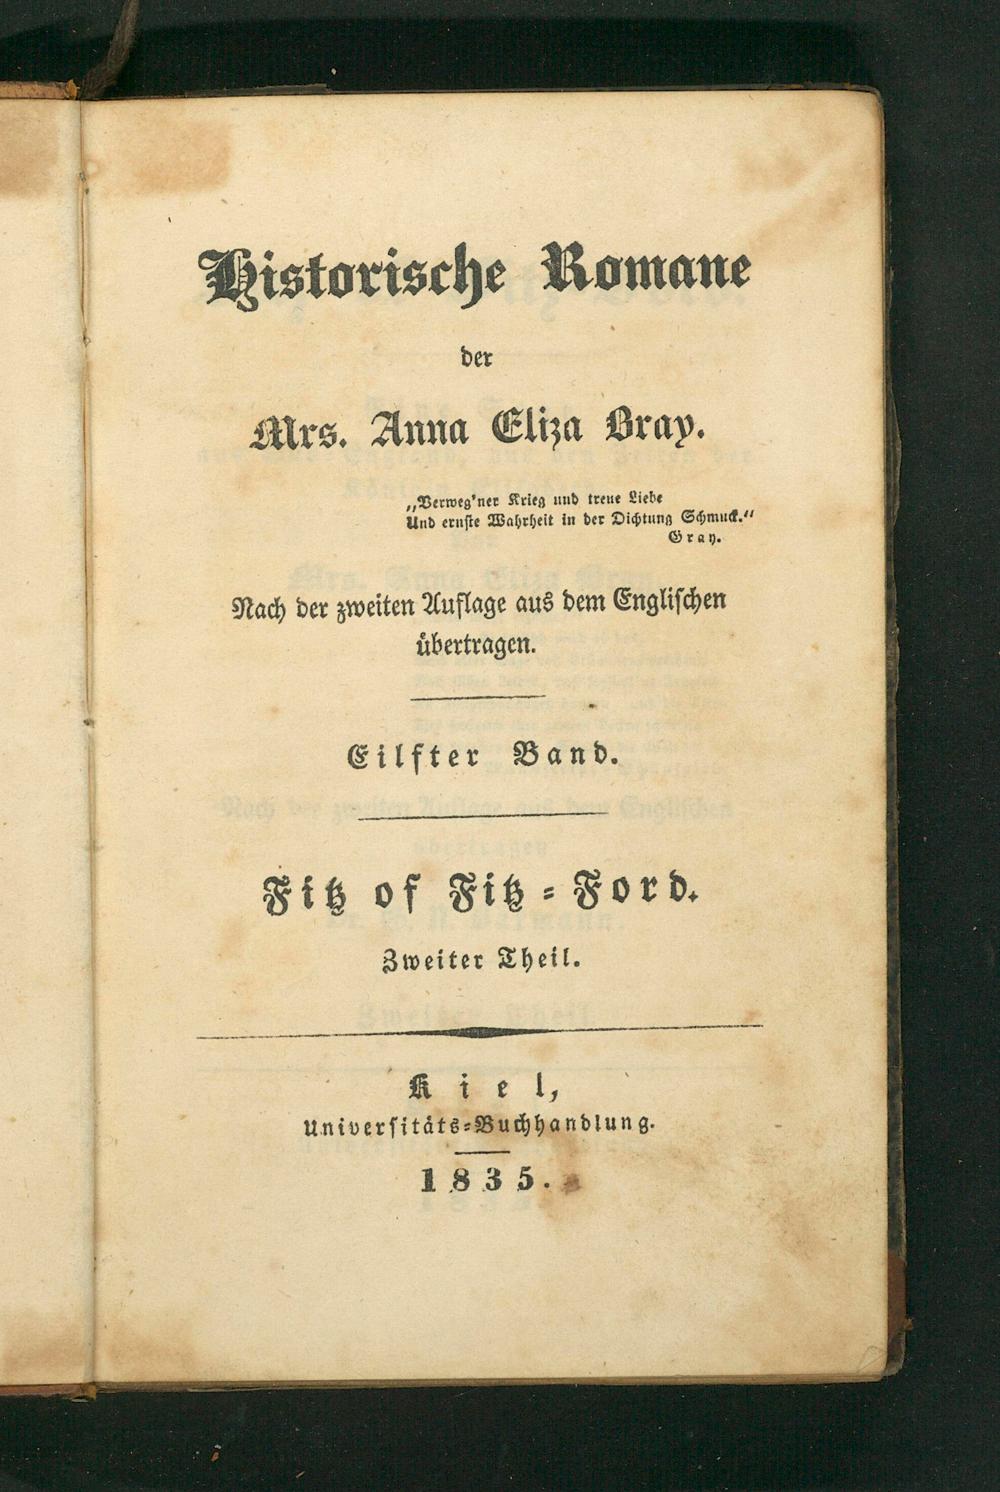 Historische Romane
der
Mrs. Anna Eliza Bray.
„Verweg'ner Krieg und treue Liebe
Und ernste Wahrheit in der Dichtung Schmuck.“
Gray.
Nach der zweiten Auflage aus dem Englischen
übertragen.
Eilfter Band.
Fitz of Fitz-Ford.
Zweiter Theil.
Kiel,
Universitäts-Buchhandlung.
1835.